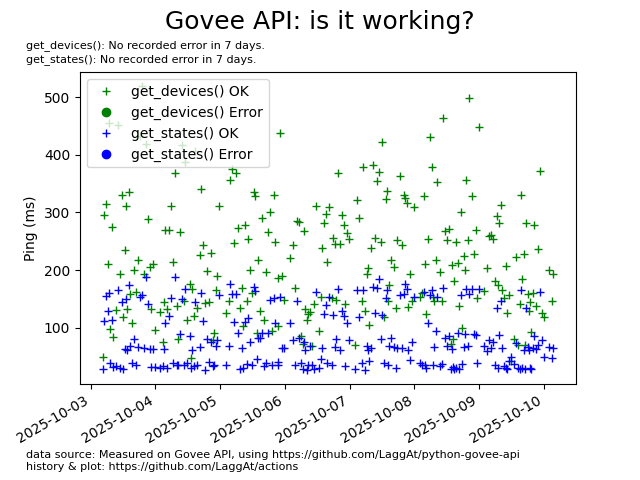 Govee API: is it working?
get_devices(): No recorded error in 7 days.
get_states(): No recorded error in 7 days.
get_devices() OK
get_devices() Error
get_states() OK
get_states() Error
Ping (ms)
500
400
300
200
100
2025-10-03
2025-10-04
2025-10-05
2025-10-06
2025-10-07
2025-10-08
2025-10-09
2025-10-10
data source: Measured on Govee API, using https://github.com/LaggAt/python-govee-api
history & plot: https://github.com/LaggAt/actions